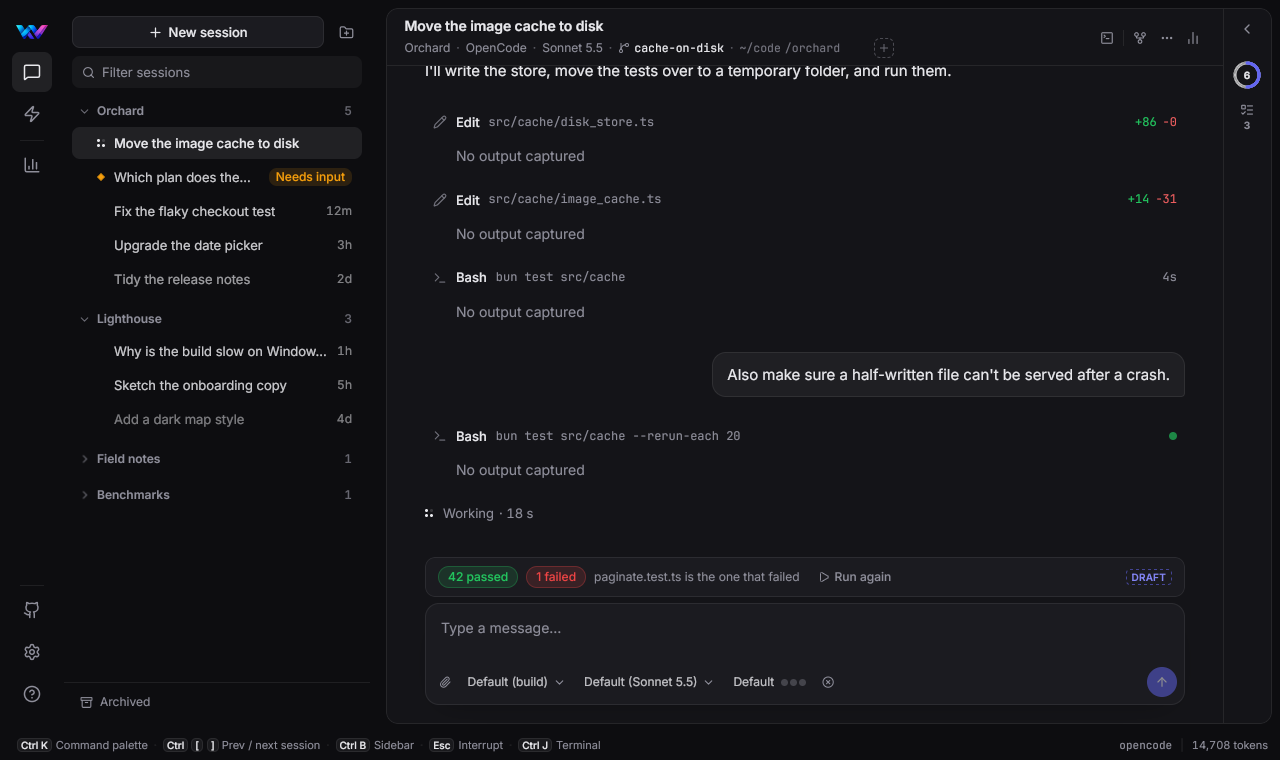 New session
Filter sessions
Orchard 5
Move the image cache to disk
Which plan does the... Needs input
Fix the flaky checkout test 12m
Upgrade the date picker 3h
Tidy the release notes 2d
Lighthouse 3
Why is the build slow on Window... 1h
Sketch the onboarding copy 5h
Add a dark map style 4d
Field notes 1
Benchmarks 1
Archived
Move the image cache to disk
Orchard · OpenCode · Sonnet 5.5 · cache-on-disk · ~/code/orchard
I'll write the store, move the tests over to a temporary folder, and run them.
Edit src/cache/disk_store.ts +86 -0
No output captured
Edit src/cache/image_cache.ts +14 -31
No output captured
Bash bun test src/cache 4s
No output captured
Also make sure a half-written file can't be served after a crash.
Bash bun test src/cache --rerun-each 20
No output captured
Working · 18 s
42 passed 1 failed paginate.test.ts is the one that failed Run again DRAFT
Type a message...
Default (build) Default (Sonnet 5.5) Default
6
3
Ctrl K Command palette · Ctrl [ ] Prev / next session · Ctrl B Sidebar · Esc Interrupt · Ctrl J Terminal
opencode 14,708 tokens